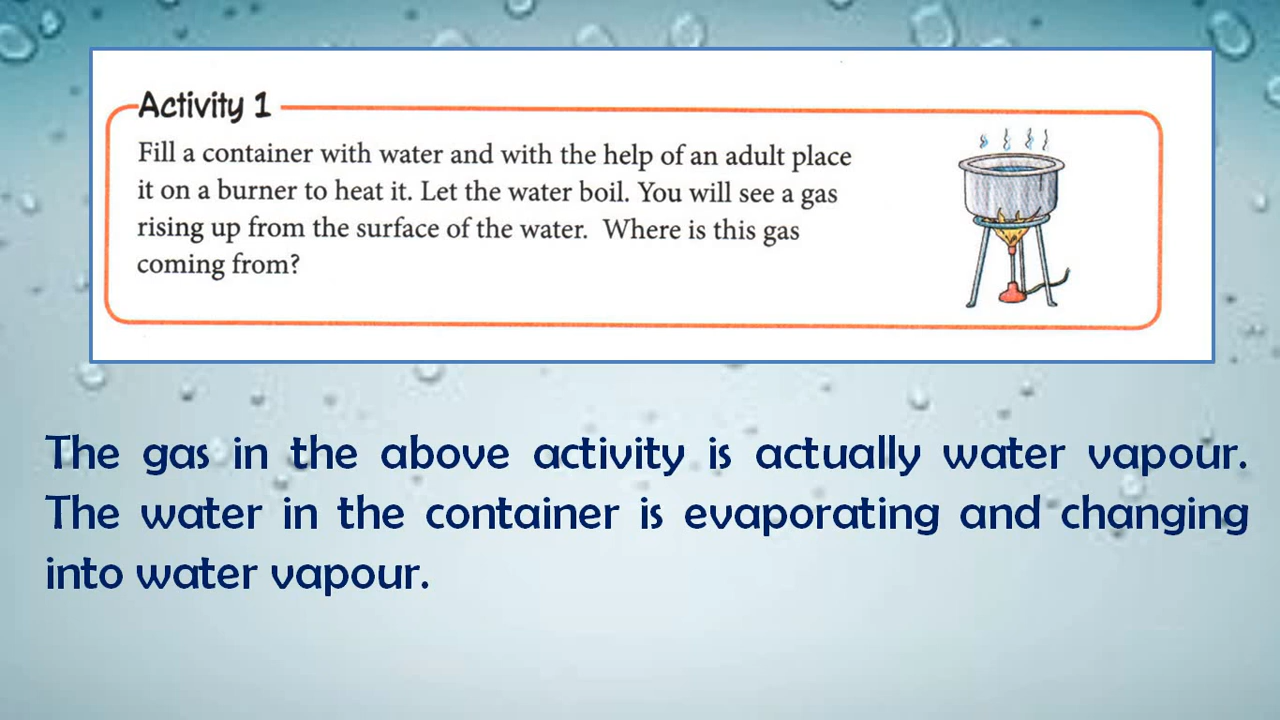 Activity 1
Fill a container with water and with the help of an adult place
it on a burner to heat it. Let the water boil. You will see a gas
rising up from the surface of the water. Where is this gas
coming from?
The gas in the above activity is actually water vapour.
The water in the container is evaporating and changing
into water vapour.